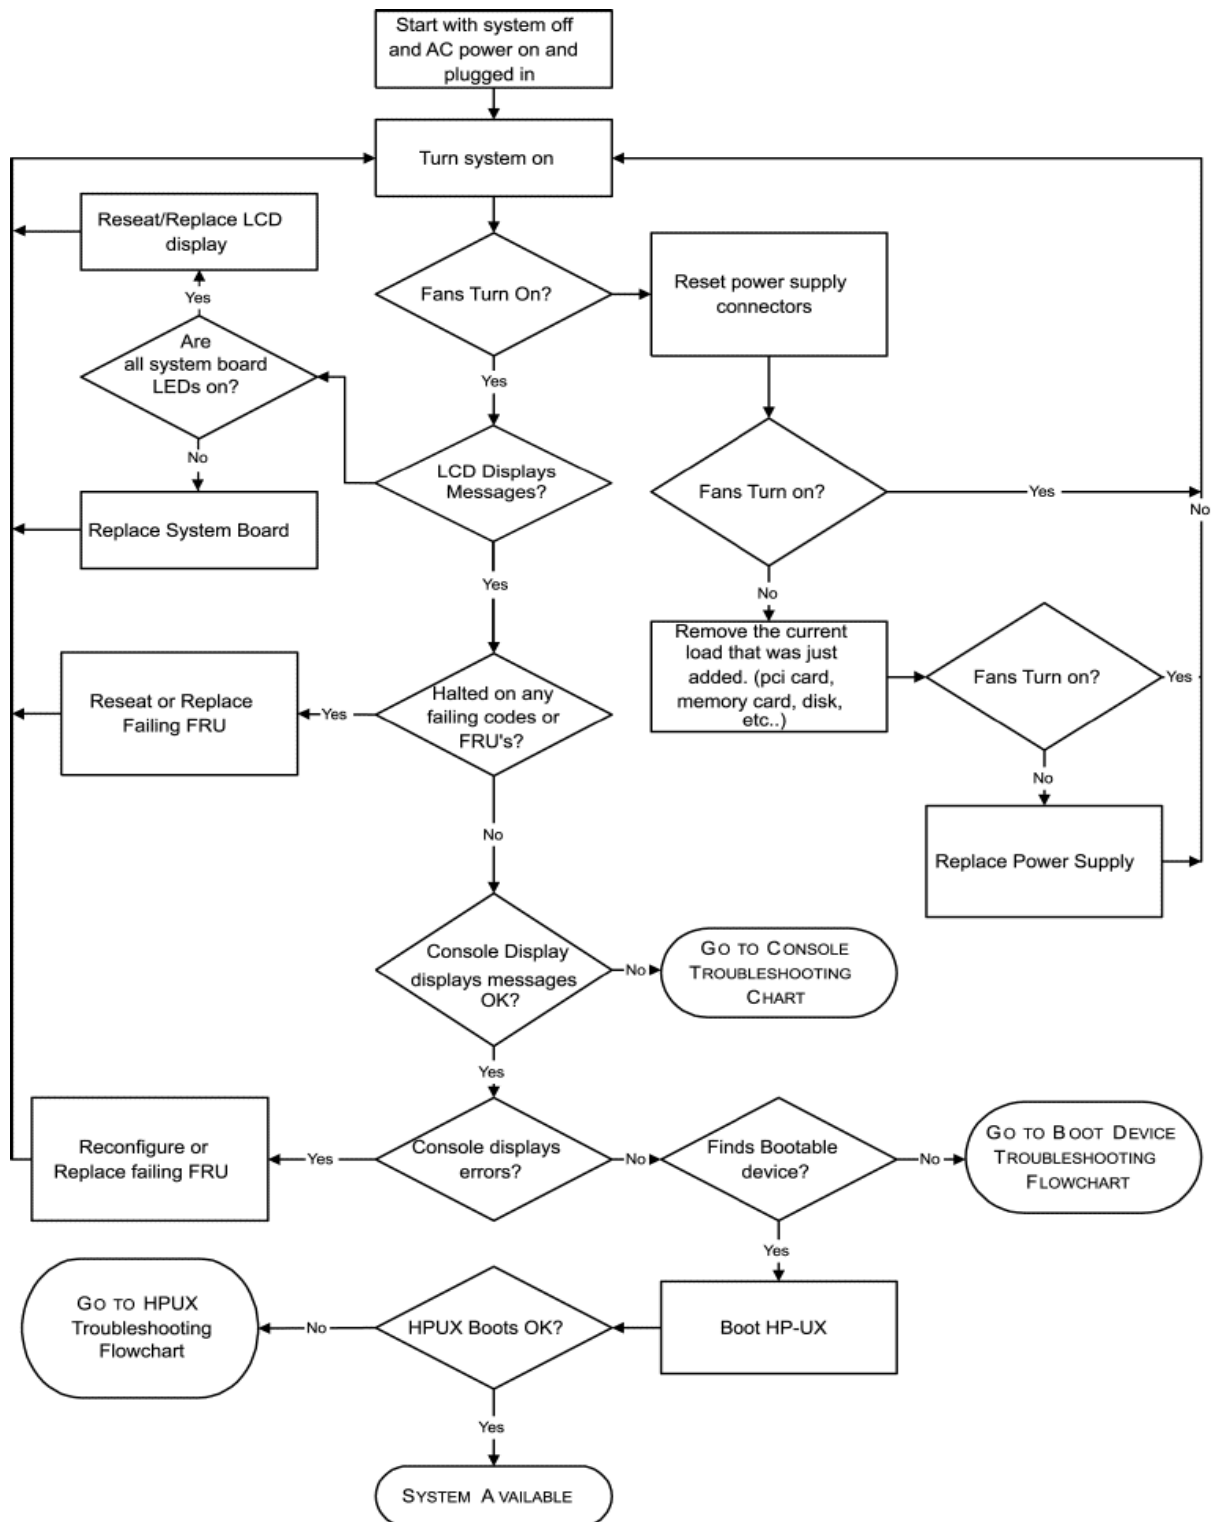 Start with system off
and AC power on and
plugged in
Turn system on
Reseat/Replace LCD
display
Fans Turn On?
Reset power supply
connectors
Yes
Are
all system board
LEDs on?
Yes
No
LCD Displays
Messages?
Fans Turn on?
Yes
No
Replace System Board
Yes
No
Remove the current
load that was just
added. (pci card,
memory card, disk,
etc..)
Fans Turn on?
Yes
Reseat or Replace
Failing FRU
Yes
Halted on any
failing codes or
FRU's?
No
No
Replace Power Supply
Console Display
displays messages
OK?
No
GO TO CONSOLE
TROUBLESHOOTING
CHART
Yes
Reconfigure or
Replace failing FRU
Yes
Console displays
errors?
No
Finds Bootable
device?
No
GO TO BOOT DEVICE
TROUBLESHOOTING
FLOWCHART
Yes
GO TO HPUX
Troubleshooting
Flowchart
No
HPUX Boots OK?
Boot HP-UX
Yes
SYSTEM AVAILABLE